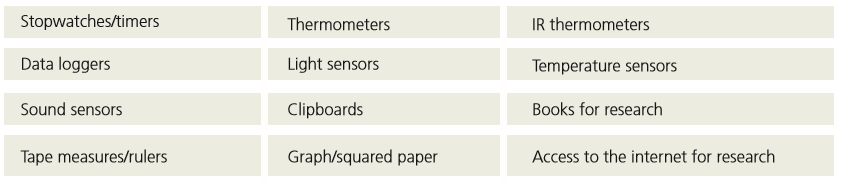 Stopwatches/timers
Thermometers
IR thermometers
Data loggers
Light sensors
Temperature sensors
Sound sensors
Clipboards
Books for research
Tape measures/rulers
Graph/squared paper
Access to the internet for research